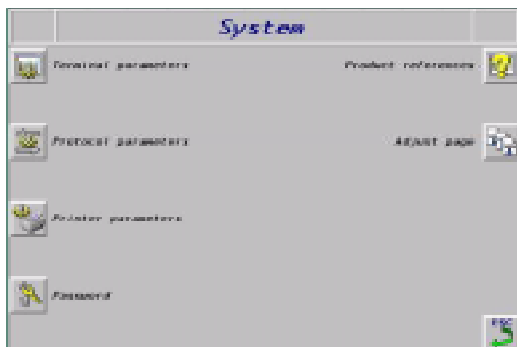 System
Terminal parameters
Product references
Protocol parameters
Adjust page
Printer parameters
Password
ESC